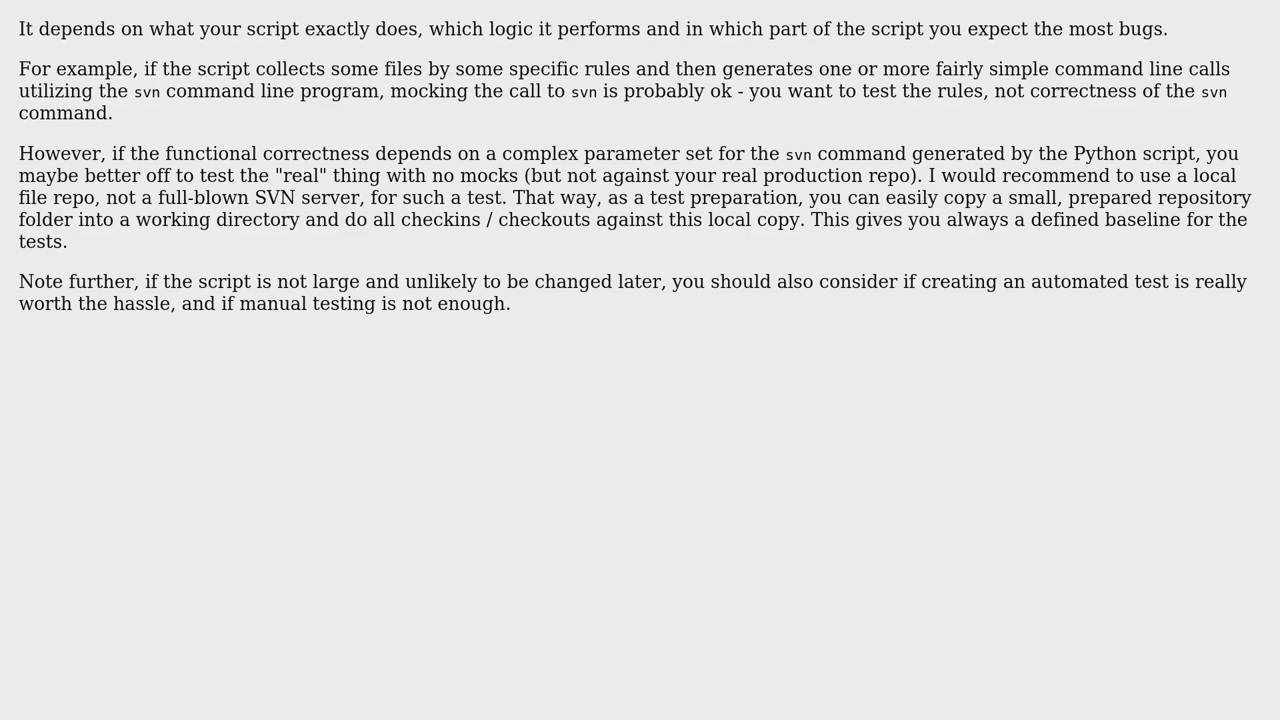 It depends on what your script exactly does, which logic it performs and in which part of the script you expect the most bugs.
For example, if the script collects some files by some specific rules and then generates one or more fairly simple command line calls
utilizing the svn command line program, mocking the call to svn is probably ok - you want to test the rules, not correctness of the svn
command.
However, if the functional correctness depends on a complex parameter set for the svn command generated by the Python script, you
maybe better off to test the "real" thing with no mocks (but not against your real production repo). I would recommend to use a local
file repo, not a full-blown SVN server, for such a test. That way, as a test preparation, you can easily copy a small, prepared repository
folder into a working directory and do all checkins / checkouts against this local copy. This gives you always a defined baseline for the
tests.
Note further, if the script is not large and unlikely to be changed later, you should also consider if creating an automated test is really
worth the hassle, and if manual testing is not enough.